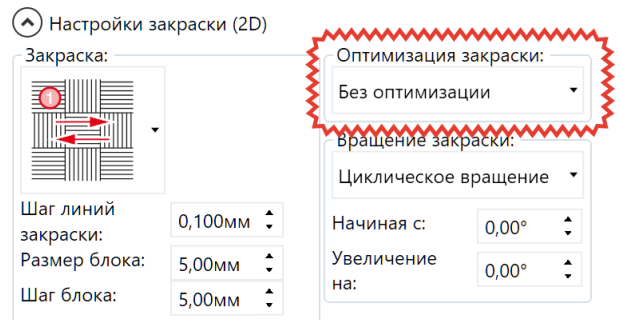 Настройки закраски (2D)
Закраска:
1
Шаг линий
закраски:
0,100мм
Размер блока:
5,00мм
Шаг блока:
5,00мм
Оптимизация закраски:
Без оптимизации
Вращение закраски:
Циклическое вращение
Начиная с:
0,00°
Увеличение
на:
0,00°